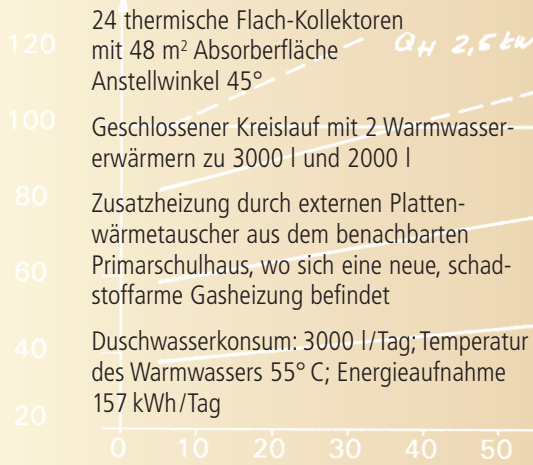 24 thermische Flach-Kollektoren
mit 48 m² Absorberfläche
Anstellwinkel 45°
Geschlossener Kreislauf mit 2 Warmwasser-
erwärmern zu 3000 l und 2000 l
Zusatzheizung durch externen Platten-
wärmetauscher aus dem benachbarten
Primarschulhaus, wo sich eine neue, schad-
stoffarme Gasheizung befindet
Duschwasserkonsum: 3000 l/Tag; Temperatur
des Warmwassers 55° C; Energieaufnahme
157 kWh/Tag
QH 2,5 kW
120
100
80
60
40
20
0 10 20 30 40 50